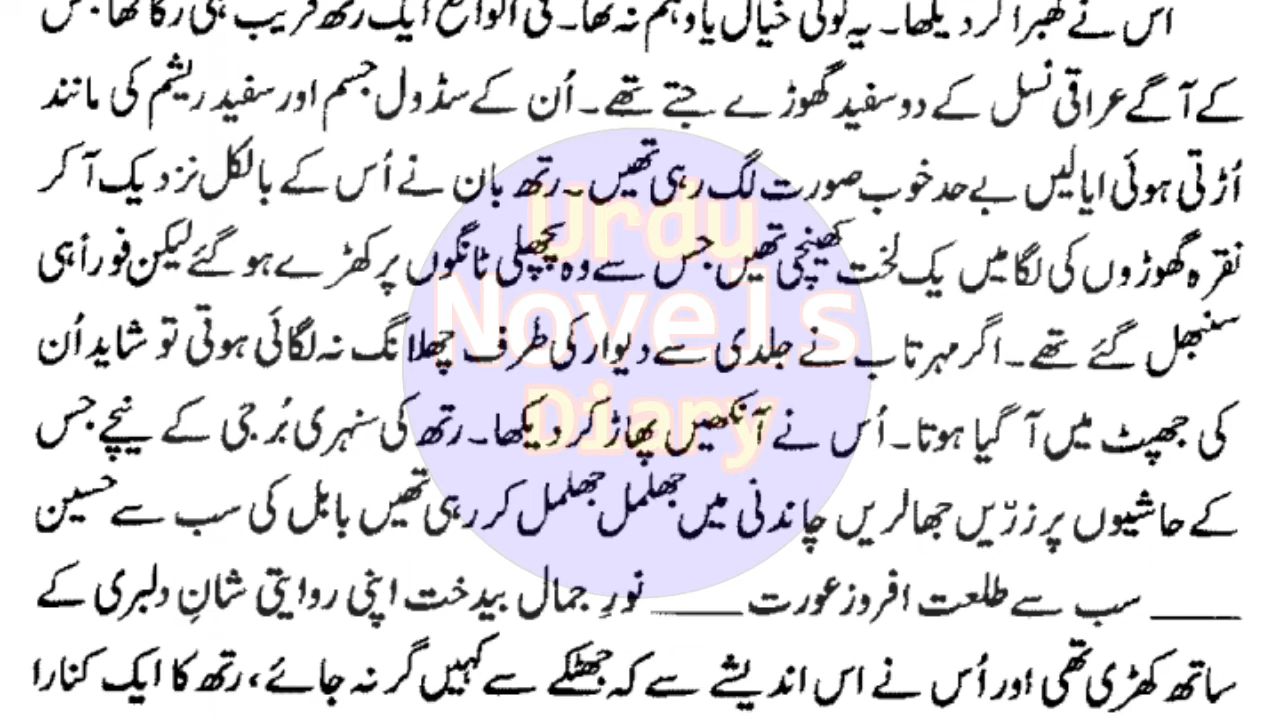 اس نے گھبرا کر دیکھا۔ یہ کوئی خیال یا وہم نہ تھا۔ فی الواقع ایک رتھ قریب ہی رکا تھا جس
کے آگے عراقی نسل کے دو سفید گھوڑے جتے تھے۔ اُن کے سڈول جسم اور سفید ریشم کی مانند
اُڑتی ہوئی ایالیں بے حد خوب صورت لگ رہی تھیں۔ رتھ بان نے اُس کے بالکل نزدیک آ کر
نقرہ گھوڑوں کی لگامیں یک لخت کھینچی تھیں جس سے وہ پچھلی ٹانگوں پر کھڑے ہو گئے لیکن فوراً ہی
سنبھل گئے تھے۔ اگر مہرتاب نے جلدی سے دیوار کی طرف چھلانگ نہ لگائی ہوتی تو شاید اُن
کی جھپٹ میں آ گیا ہوتا۔ اُس نے آنکھیں پھاڑ کر دیکھا۔ رتھ کی سنہری بُرجی کے نیچے جس
کے حاشیوں پر زرّیں جھالریں چاندنی میں جھلمل جھلمل کر رہی تھیں بابل کی سب سے حسین
____ سب سے طلعت افروز عورت ____ نورِ جمال بیدخت اپنی روایتی شانِ دلبری کے
ساتھ کھڑی تھی اور اُس نے اس اندیشے سے کہ جھٹکے سے کہیں گر نہ جائے، رتھ کا ایک کنارا
Urdu
Novels
Diary